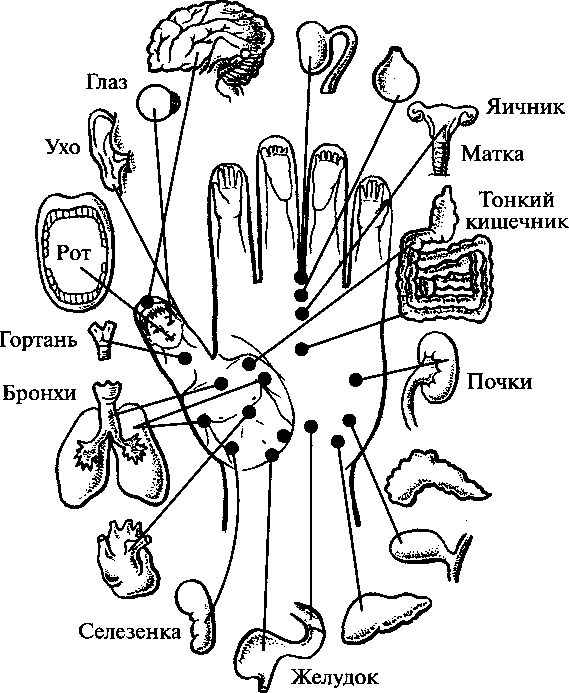 Глаз
Яичник
Ухо
Матка
Тонкий
кишечник
Рот
Гортань
Бронхи
Почки
Селезенка
Желудок